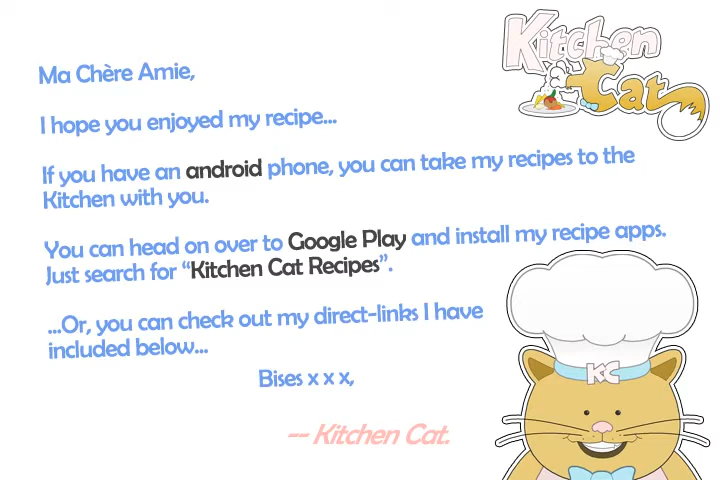 Kitchen
Cat
Ma Chère Amie,
I hope you enjoyed my recipe...
If you have an android phone, you can take my recipes to the
Kitchen with you.
You can head on over to Google Play and install my recipe apps.
Just search for “Kitchen Cat Recipes”.
...Or, you can check out my direct-links I have
included below...
Bises x x x,
-- Kitchen Cat.
KC